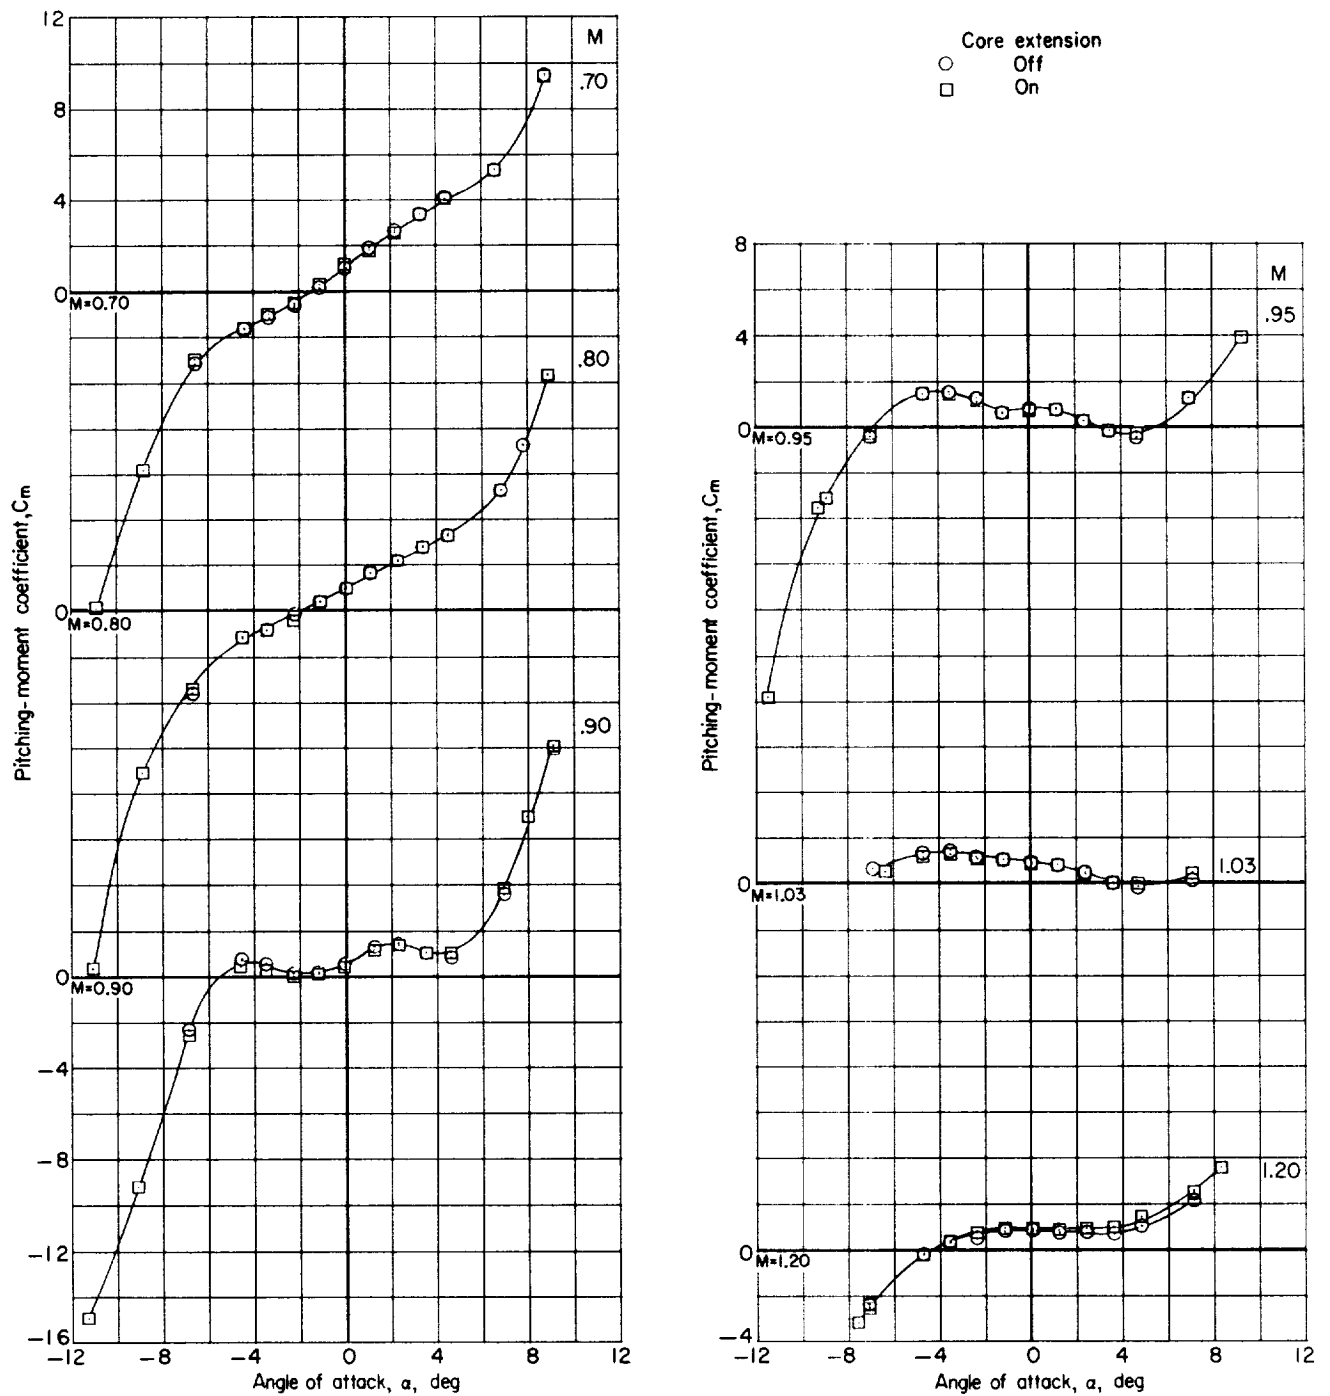 12
M
.70
8
4
0
M=0.70
.80
0
M=0.80
.90
0
M=0.90
−4
−8
−12
−16
−12 −8 −4 0 4 8 12
Angle of attack, α, deg
Pitching-moment coefficient, Cm
Core extension
○ Off
□ On
8
M
.95
4
0
M=0.95
0
M=1.03
1.03
1.20
0
M=1.20
−4
−12 −8 −4 0 4 8 12
Angle of attack, α, deg
Pitching-moment coefficient, Cm